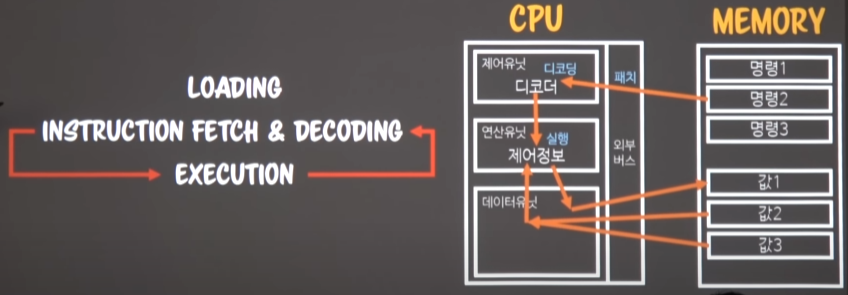 LOADING
INSTRUCTION FETCH & DECODING
EXECUTION
CPU
제어유닛
디코딩
디코더
연산유닛
실행
제어정보
데이터유닛
패치
외부
버스
MEMORY
명령1
명령2
명령3
값1
값2
값3